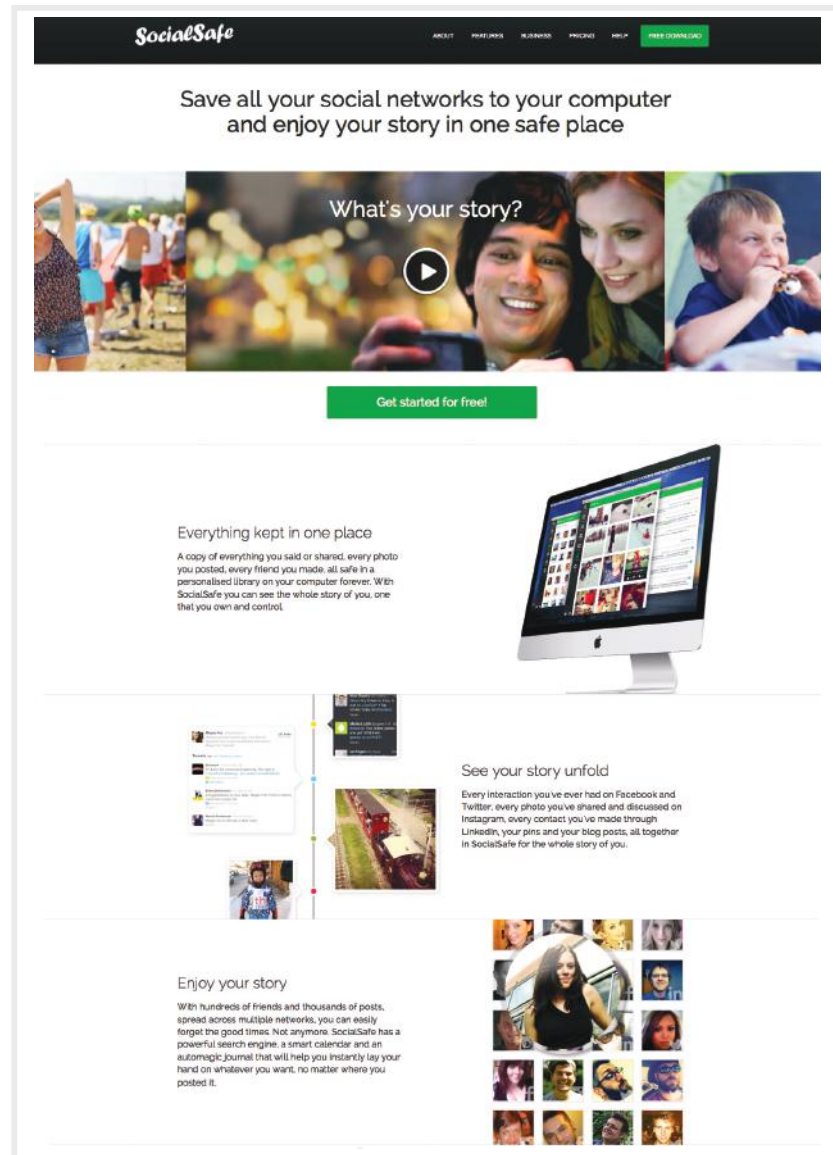 SocialSafe
ABOUT
FEATURES
BUSINESS
PRICING
HELP
FREE DOWNLOAD
Save all your social networks to your computer
and enjoy your story in one safe place
What's your story?
Get started for free!
Everything kept in one place
A copy of everything you said or shared, every photo
you posted, every friend you made, all safe in a
personalised library on your computer forever. With
SocialSafe you can see the whole story of you, one
that you own and control.
See your story unfold
Every interaction you've ever had on Facebook and
Twitter, every photo you've shared and discussed on
Instagram, every contact you've made through
LinkedIn, your pins and your blog posts, all together
in SocialSafe for the whole story of you.
Enjoy your story
With hundreds of friends and thousands of posts,
spread across multiple networks, you can easily
forget the good times. Not anymore. SocialSafe has a
powerful search engine, a smart calendar and an
automagic journal that will help you instantly lay your
hand on whatever you want, no matter where you
posted it.